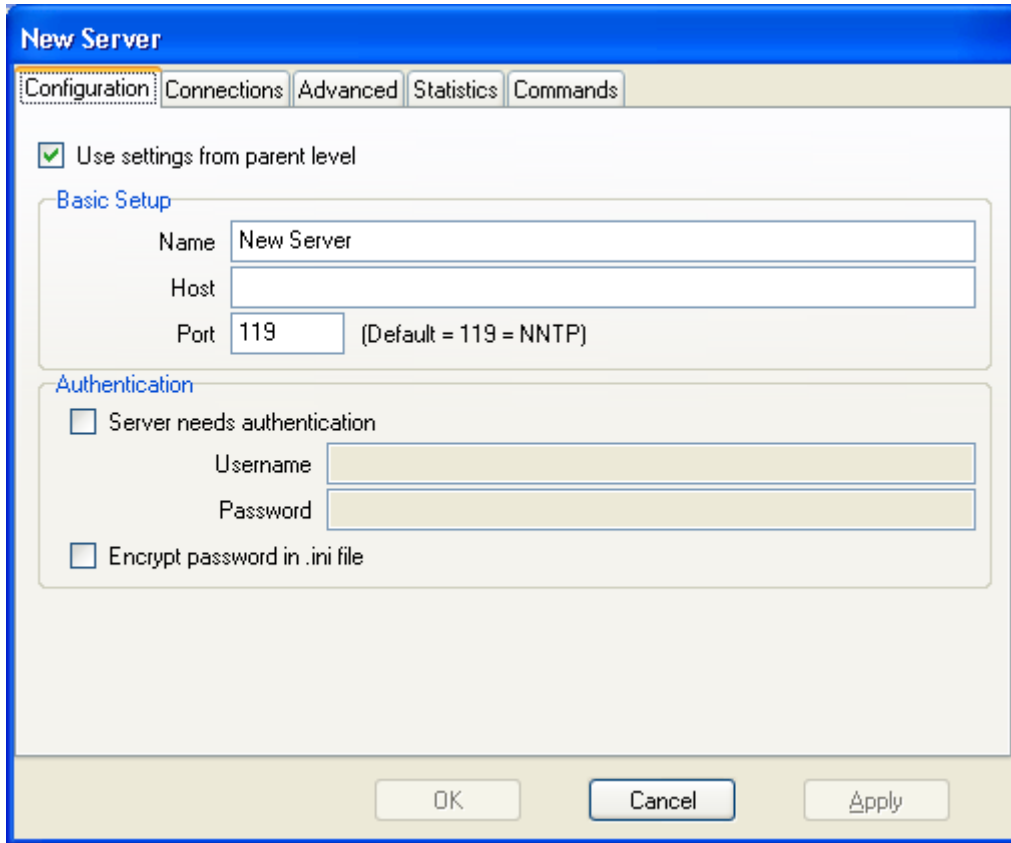 New Server
Configuration Connections Advanced Statistics Commands
Use settings from parent level
Basic Setup
Name New Server
Host
Port 119 (Default = 119 = NNTP)
Authentication
Server needs authentication
Username
Password
Encrypt password in .ini file
OK Cancel Apply